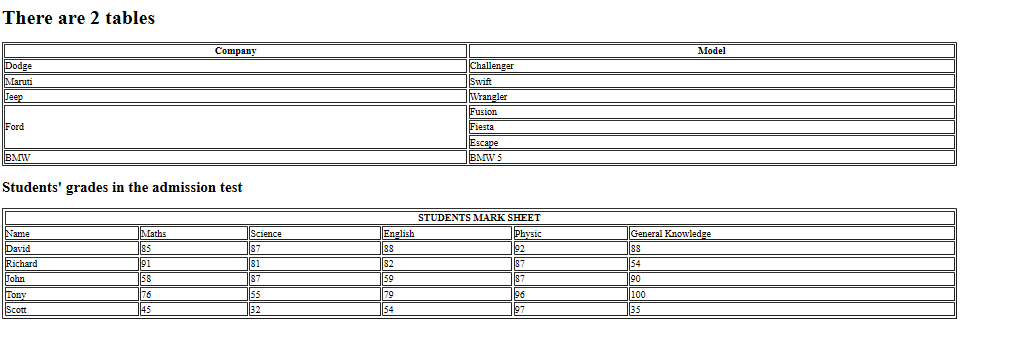 There are 2 tables
Company Model
Dodge Challenger
Maruti Swift
Jeep Wrangler
Ford Fusion
Fiesta
Escape
BMW BMW 5
Students' grades in the admission test
STUDENTS MARK SHEET
Name Maths Science English Physic General Knowledge
David 85 87 88 92 88
Richard 91 81 82 87 54
John 58 87 59 87 90
Tony 76 55 79 96 100
Scott 45 32 54 97 35